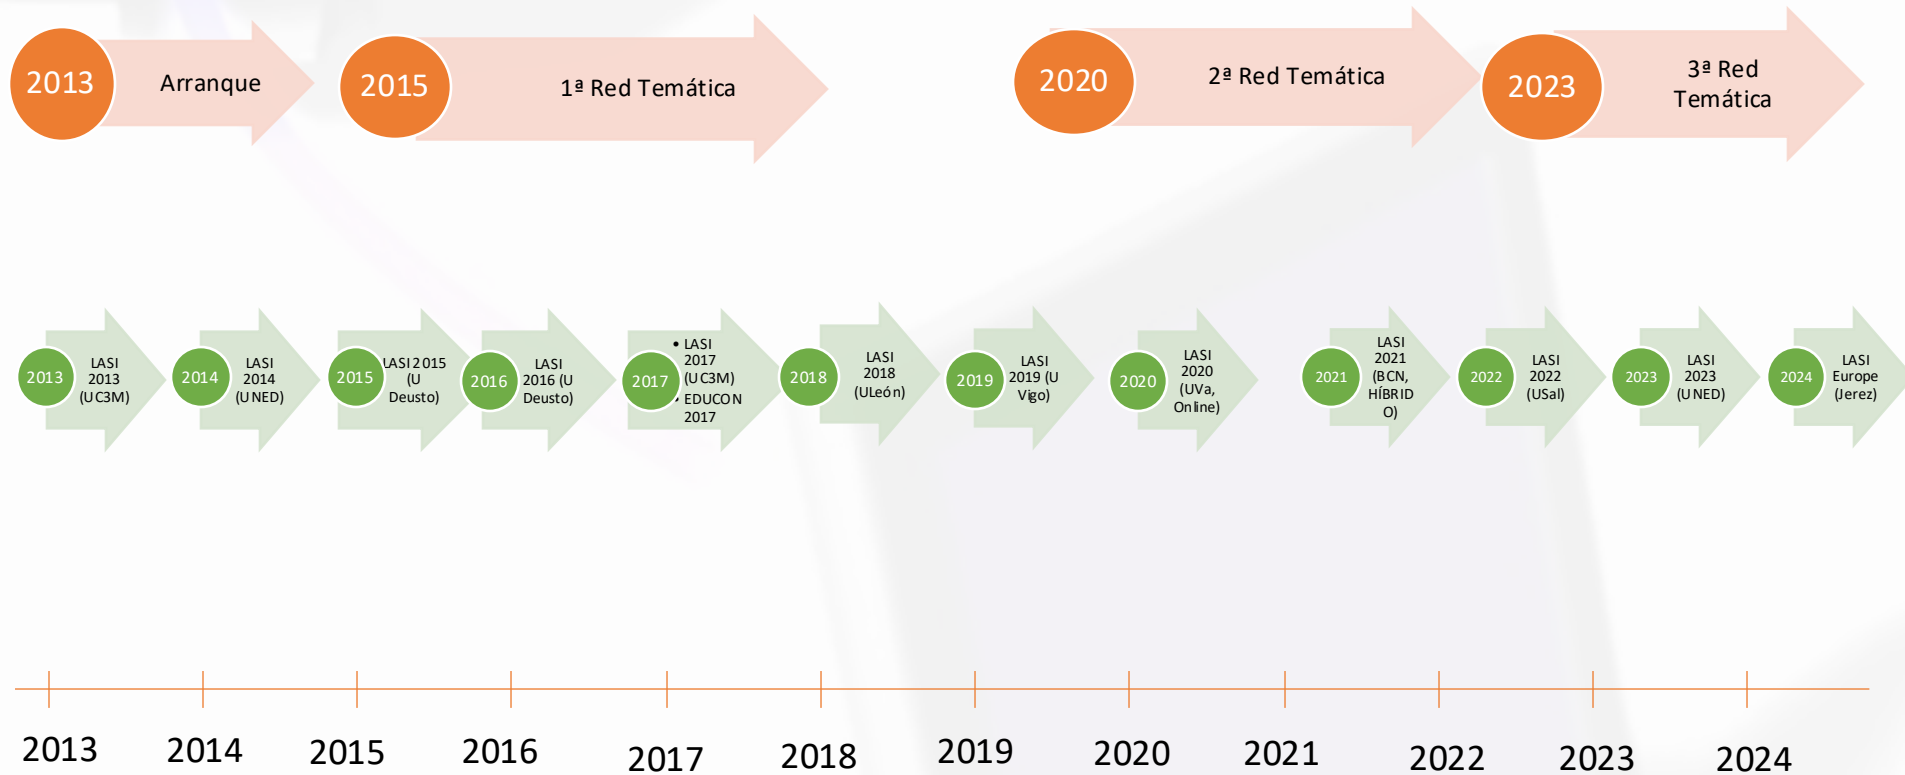 2013
Arranque
2015
1ª Red Temática
2020
2ª Red Temática
2023
3ª Red
Temática
2013
LASI
2013
(UC3M)
2014
LASI
2014
(UNED)
2015
LASI 2015
(U
Deusto)
2016
LASI
2016 (U
Deusto)
2017
• LASI
2017
(UC3M)
• EDUCON
2017
2018
LASI
2018
(ULeón)
2019
LASI
2019 (U
Vigo)
2020
LASI
2020
(UVa,
Online)
2021
LASI
2021
(BCN,
HÍBRID
O)
2022
LASI
2022
(USal)
2023
LASI
2023
(UNED)
2024
LASI
Europe
(Jerez)
2013
2014
2015
2016
2017
2018
2019
2020
2021
2022
2023
2024